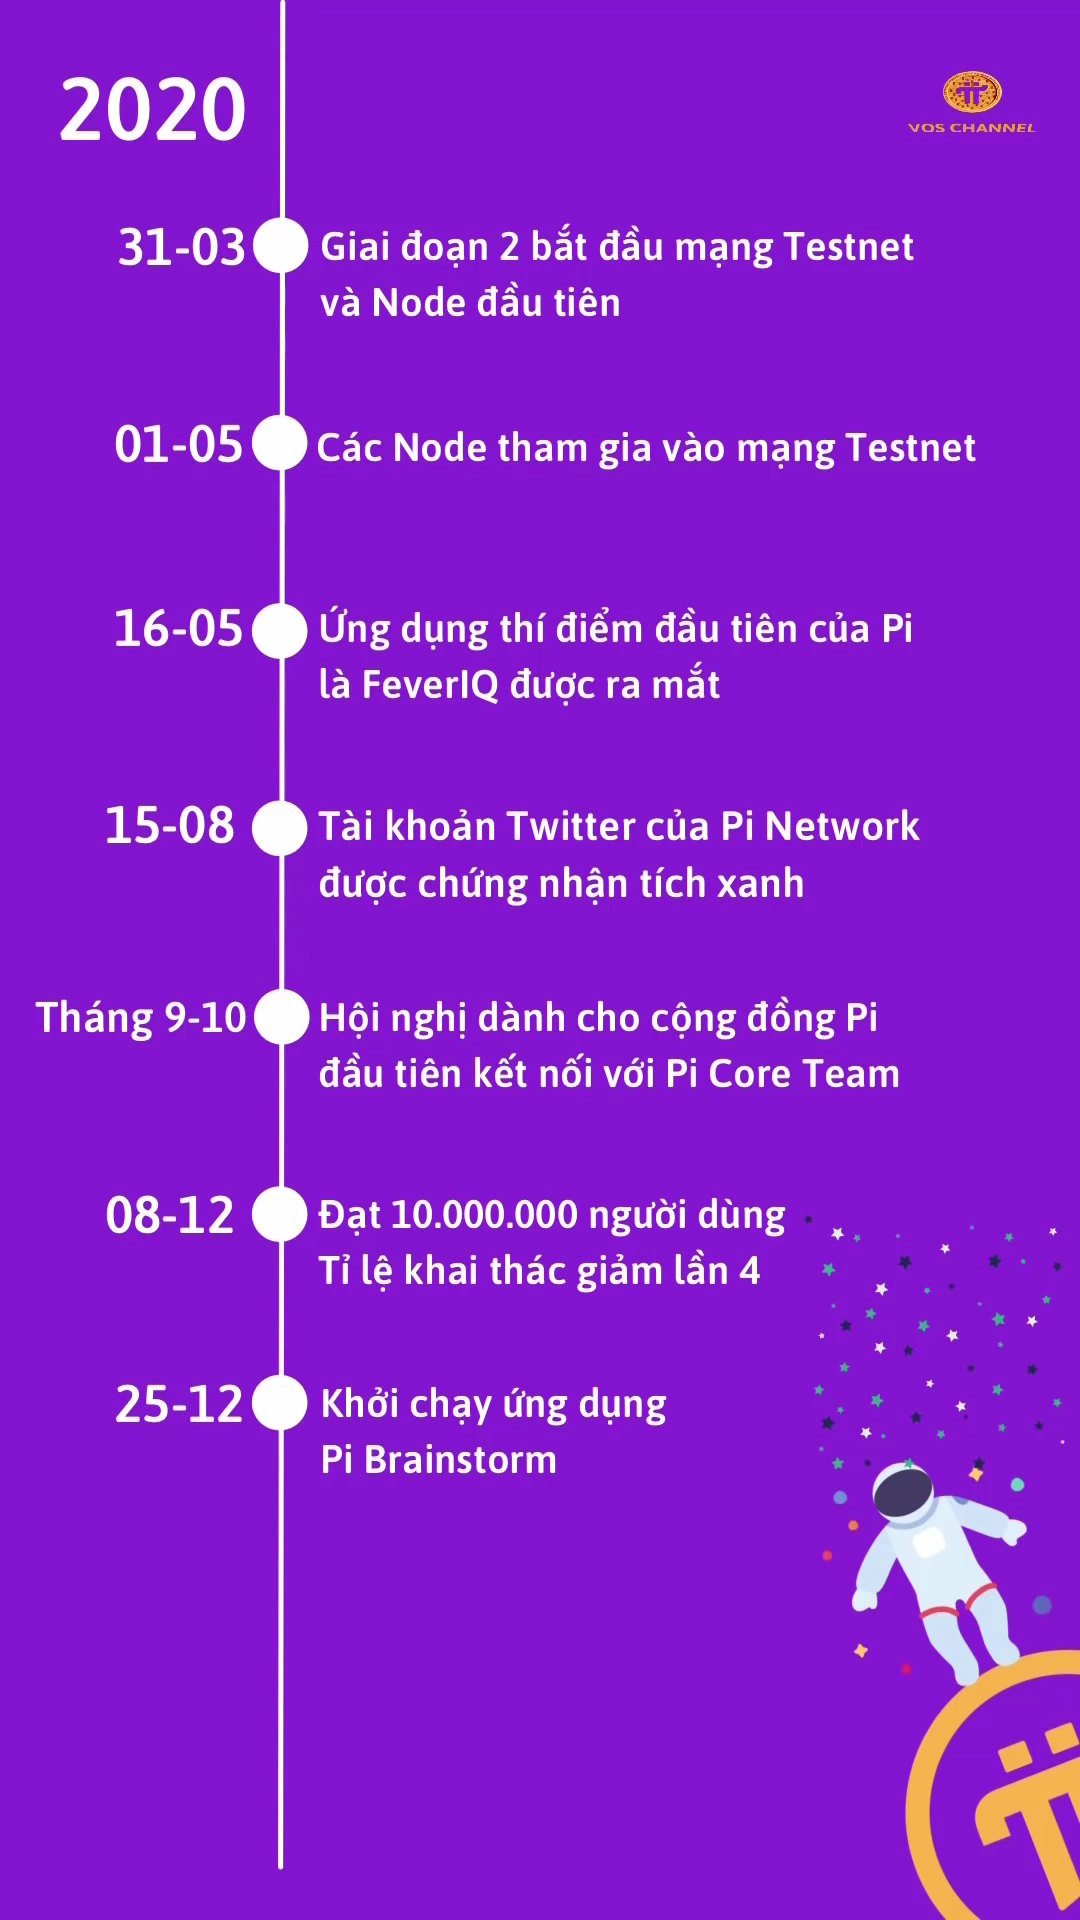 2020
VOS CHANNEL
31-03
Giai đoạn 2 bắt đầu mạng Testnet
và Node đầu tiên
01-05
Các Node tham gia vào mạng Testnet
16-05
Ứng dụng thí điểm đầu tiên của Pi
là FeverIQ được ra mắt
15-08
Tài khoản Twitter của Pi Network
được chứng nhận tích xanh
Tháng 9-10
Hội nghị dành cho cộng đồng Pi
đầu tiên kết nối với Pi Core Team
08-12
Đạt 10.000.000 người dùng
Tỉ lệ khai thác giảm lần 4
25-12
Khởi chạy ứng dụng
Pi Brainstorm